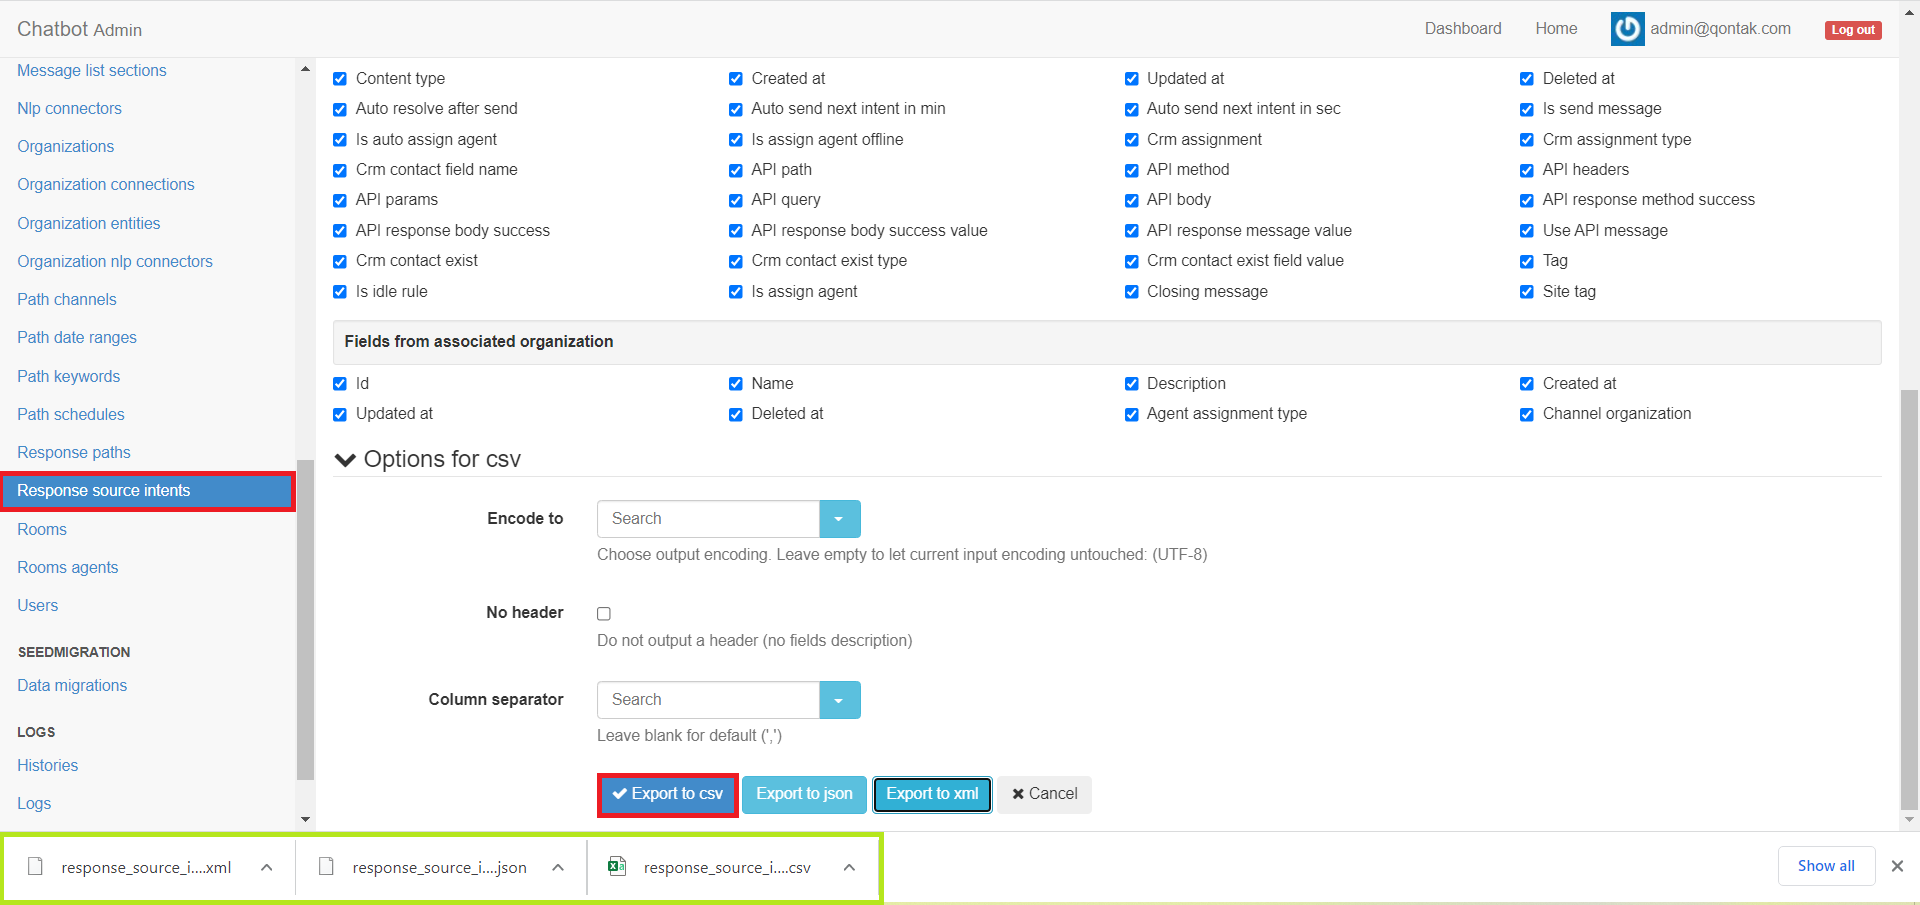 Chatbot Admin
Dashboard Home admin@qontak.com Log out
Message list sections
Nlp connectors
Organizations
Organization connections
Organization entities
Organization nlp connectors
Path channels
Path date ranges
Path keywords
Path schedules
Response paths
Response source intents
Rooms
Rooms agents
Users
SEEDMIGRATION
Data migrations
LOGS
Histories
Logs
Content type Created at Updated at Deleted at
Auto resolve after send Auto send next intent in min Auto send next intent in sec Is send message
Is auto assign agent Is assign agent offline Crm assignment Crm assignment type
Crm contact field name API path API method API headers
API params API query API body API response method success
API response body success API response body success value API response message value Use API message
Crm contact exist Crm contact exist type Crm contact exist field value Tag
Is idle rule Is assign agent Closing message Site tag
Fields from associated organization
Id Name Description Created at
Updated at Deleted at Agent assignment type Channel organization
Options for csv
Encode to Search
Choose output encoding. Leave empty to let current input encoding untouched: (UTF-8)
No header
Do not output a header (no fields description)
Column separator Search
Leave blank for default (',')
Export to csv Export to json Export to xml Cancel
response_source_i....xml response_source_i....json response_source_i....csv Show all